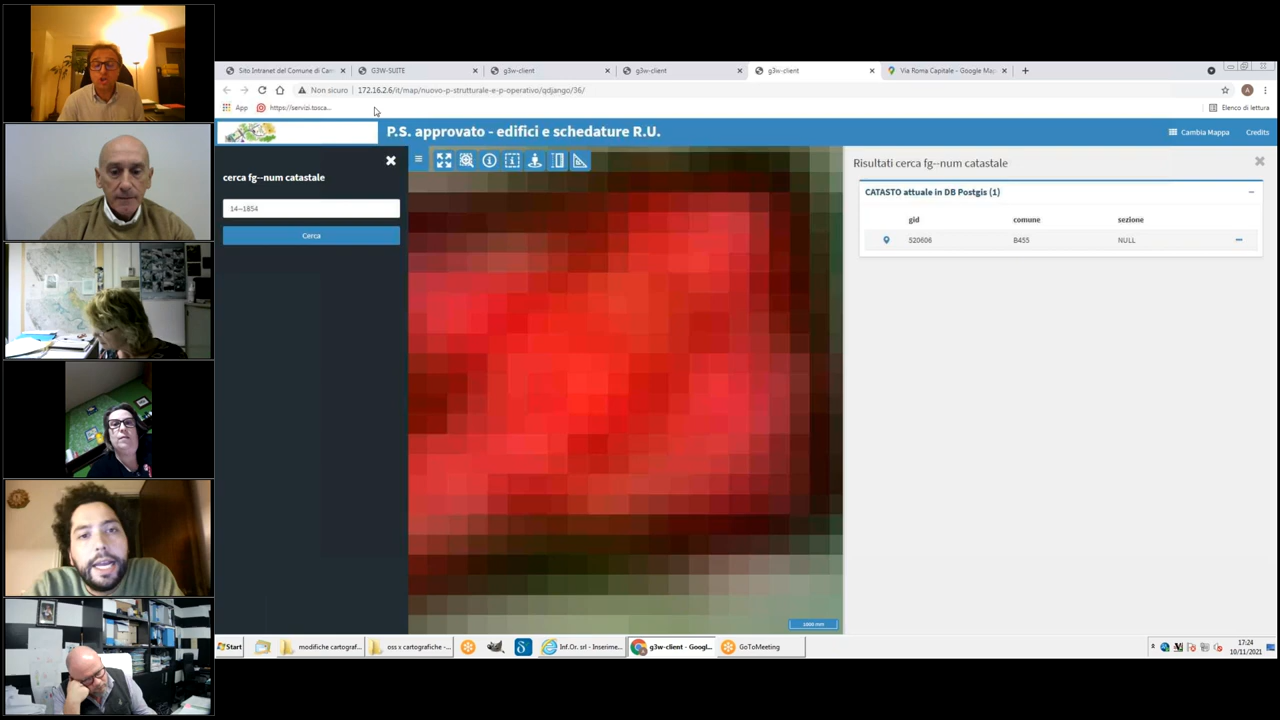 Sito Intranet del Comune di Cam
G3W-SUITE
g3w-client
g3w-client
g3w-client
Via Roma Capitale - Google Ma
Non sicuro
172.16.2.6/it/map/nuovo-p-strutturale-e-p-operativo/qdjango/36/
App
https://servizi.tosca...
Elenco di lettura
P.S. approvato - edifici e schedature R.U.
Cambia Mappa
Credits
cerca fg--num catastale
14--1854
Cerca
Risultati cerca fg--num catastale
CATASTO attuale in DB Postgis (1)
gid comune sezione
520606 B455 NULL
1000 mm
Start
modifiche cartograf...
oss x cartografiche -...
Inf.Or. srl - Inserime...
g3w-client - Googl...
GoToMeeting
17:24
10/11/2021